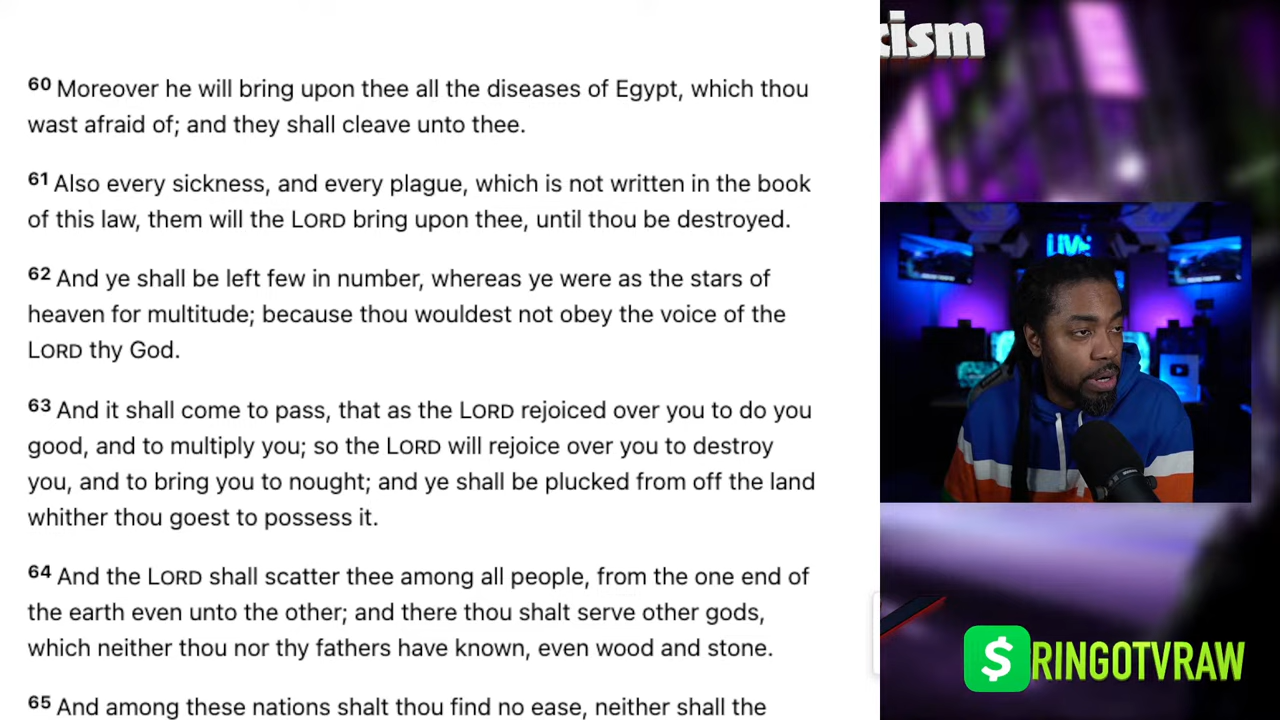 cism
60 Moreover he will bring upon thee all the diseases of Egypt, which thou
wast afraid of; and they shall cleave unto thee.
61 Also every sickness, and every plague, which is not written in the book
of this law, them will the LORD bring upon thee, until thou be destroyed.
62 And ye shall be left few in number, whereas ye were as the stars of
heaven for multitude; because thou wouldest not obey the voice of the
LORD thy God.
63 And it shall come to pass, that as the LORD rejoiced over you to do you
good, and to multiply you; so the LORD will rejoice over you to destroy
you, and to bring you to nought; and ye shall be plucked from off the land
whither thou goest to possess it.
64 And the LORD shall scatter thee among all people, from the one end of
the earth even unto the other; and there thou shalt serve other gods,
which neither thou nor thy fathers have known, even wood and stone.
65 And among these nations shalt thou find no ease, neither shall the
LIVE
$ RINGOTVRAW